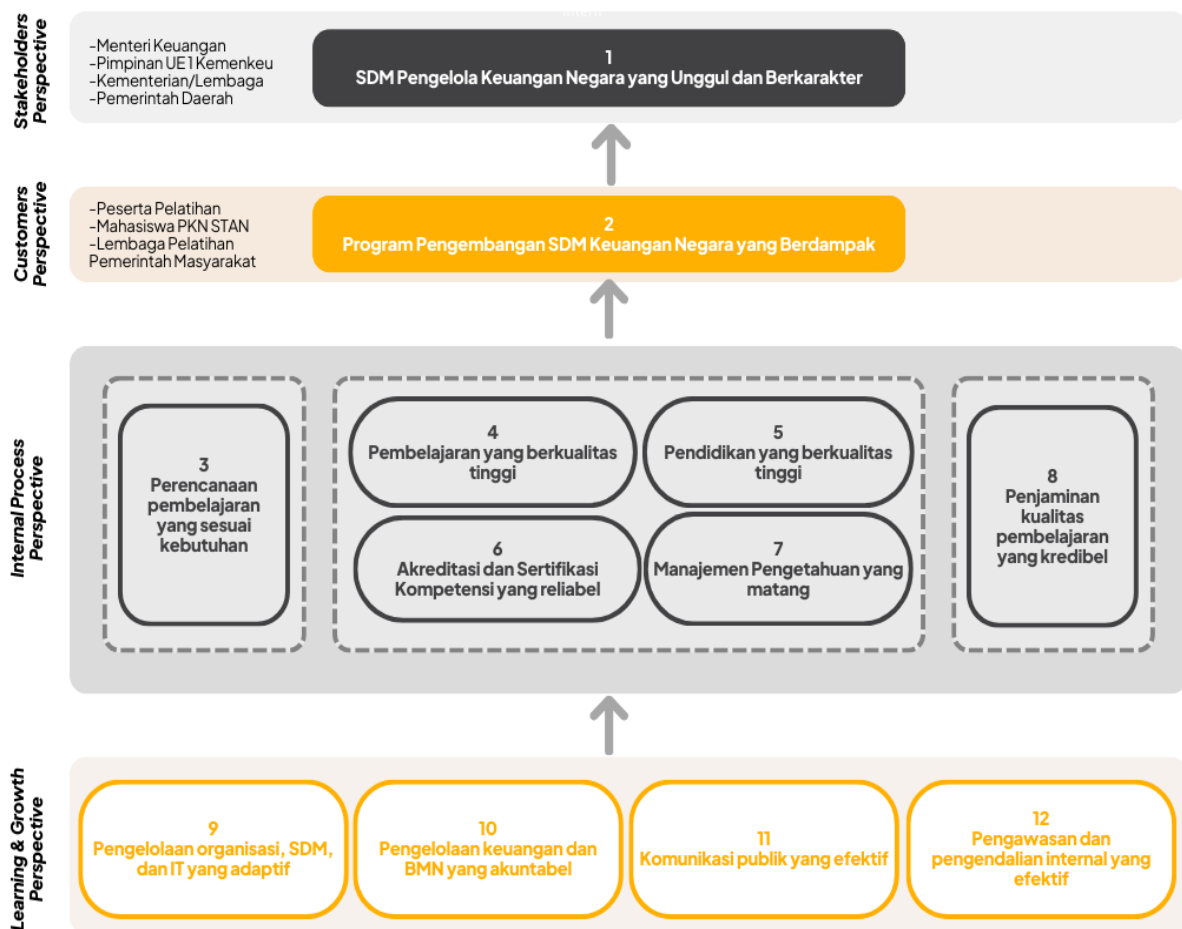 Stakeholders
Perspective
-Menteri Keuangan
-Pimpinan UE 1 Kemenkeu
-Kementerian/Lembaga
-Pemerintah Daerah
1
SDM Pengelola Keuangan Negara yang Unggul dan Berkarakter
Customers
Perspective
-Peserta Pelatihan
-Mahasiswa PKN STAN
-Lembaga Pelatihan
Pemerintah Masyarakat
2
Program Pengembangan SDM Keuangan Negara yang Berdampak
Internal Process
Perspective
3
Perencanaan
pembelajaran
yang sesuai
kebutuhan
4
Pembelajaran yang berkualitas
tinggi
5
Pendidikan yang berkualitas
tinggi
6
Akreditasi dan Sertifikasi
Kompetensi yang reliabel
7
Manajemen Pengetahuan yang
matang
8
Penjaminan
kualitas
pembelajaran
yang kredibel
Learning & Growth
Perspective
9
Pengelolaan organisasi, SDM,
dan IT yang adaptif
10
Pengelolaan keuangan dan
BMN yang akuntabel
11
Komunikasi publik yang efektif
12
Pengawasan dan
pengendalian internal yang
efektif